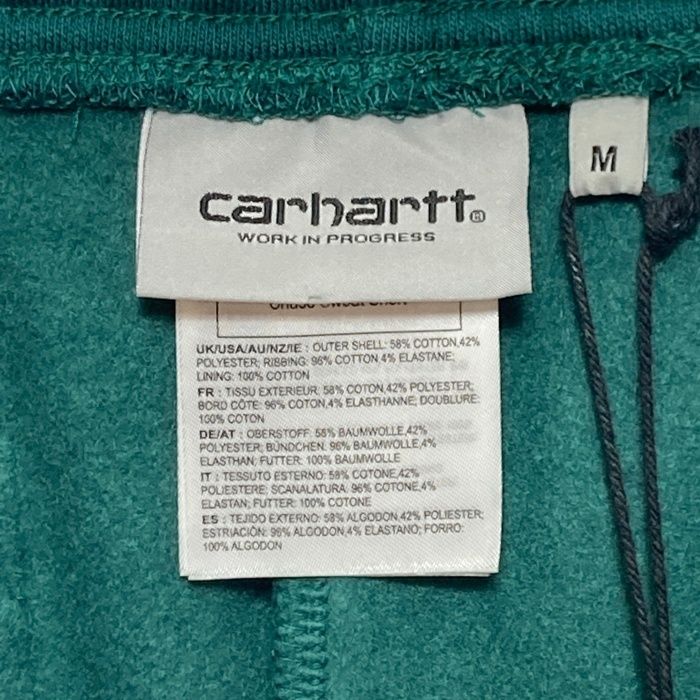 carhartt
WORK IN PROGRESS
M
UK/USA/AU/NZ/IE : OUTER SHELL: 58% COTTON,42%
POLYESTER; RIBBING: 96% COTTON 4% ELASTANE;
LINING: 100% COTTON
FR : TISSU EXTERIEUR: 58% COTON,42% POLYESTER;
BORD CÔTE: 96% COTON,4% ELASTHANNE; DOUBLURE:
100% COTON
DE/AT : OBERSTOFF: 58% BAUMWOLLE,42%
POLYESTER; BÜNDCHEN: 96% BAUMWOLLE,4%
ELASTHAN; FUTTER: 100% BAUMWOLLE
IT : TESSUTO ESTERNO: 58% COTONE,42%
POLIESTERE; SCANALATURA: 96% COTONE,4%
ELASTAN; FUTTER: 100% COTONE
ES : TEJIDO EXTERNO: 58% ALGODON,42% POLIESTER;
ESTRIACIÒN: 96% ALGODON,4% ELASTANO; FORRO:
100% ALGODON